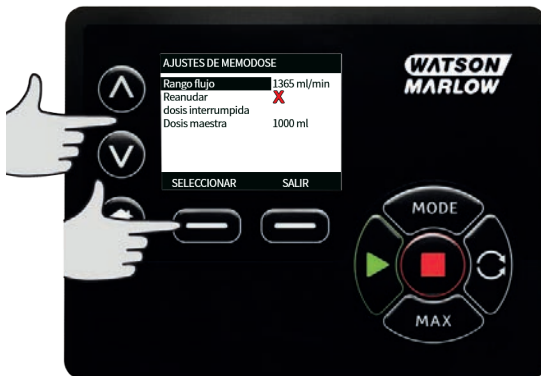 AJUSTES DE MEMODOSE
Rango flujo 1365 ml/min
Reanudar X
dosis interrumpida
Dosis maestra 1000 ml
SELECCIONAR SALIR
WATSON
MARLOW
MODE
MAX